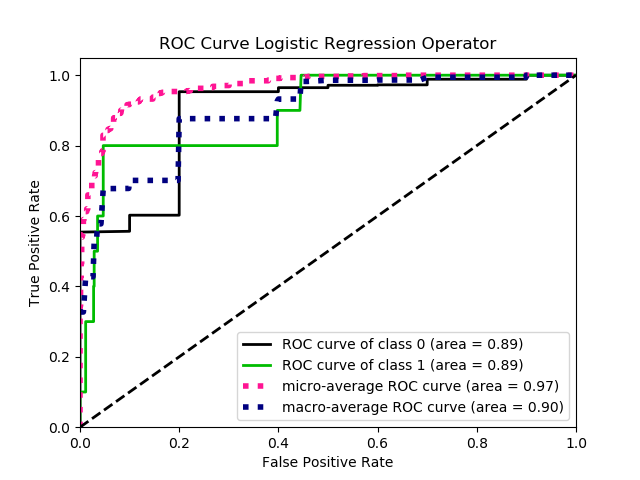 ROC Curve Logistic Regression Operator
1.0
0.8
0.6
0.4
0.2
0.0
True Positive Rate
ROC curve of class 0 (area = 0.89)
ROC curve of class 1 (area = 0.89)
micro-average ROC curve (area = 0.97)
macro-average ROC curve (area = 0.90)
0.0 0.2 0.4 0.6 0.8 1.0
False Positive Rate